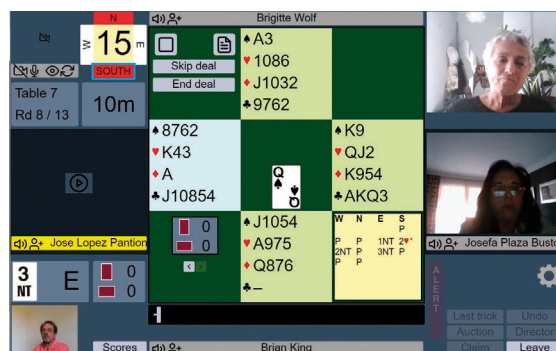 N
W 15 E
SOUTH
Table 7
Rd 8 / 13
10m
Brigitte Wolf
Skip deal
End deal
♠ A3
♥ 1086
♦ J1032
♣ 9762
♠ 8762
♥ K43
♦ A
♣ J10854
♠ K9
♥ QJ2
♦ K954
♣ AKQ3
Q
Q
0
0
♠ J1054
♥ A975
♦ Q876
♣ –
W N E S
P
P P 1NT 2♥*
2NT P 3NT P
P P
Jose Lopez Pantion
Josefa Plaza Busto
3
NT
E
0
0
ALERT
Last trick
Undo
Auction
Director
Claim
Leave
Scores
Brian King